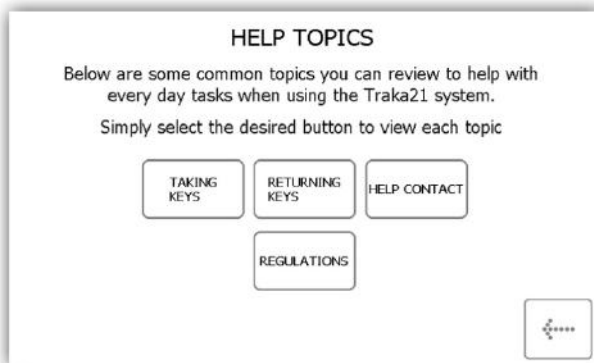 HELP TOPICS
Below are some common topics you can review to help with
every day tasks when using the Traka21 system.
Simply select the desired button to view each topic
TAKING
KEYS
RETURNING
KEYS
HELP CONTACT
REGULATIONS